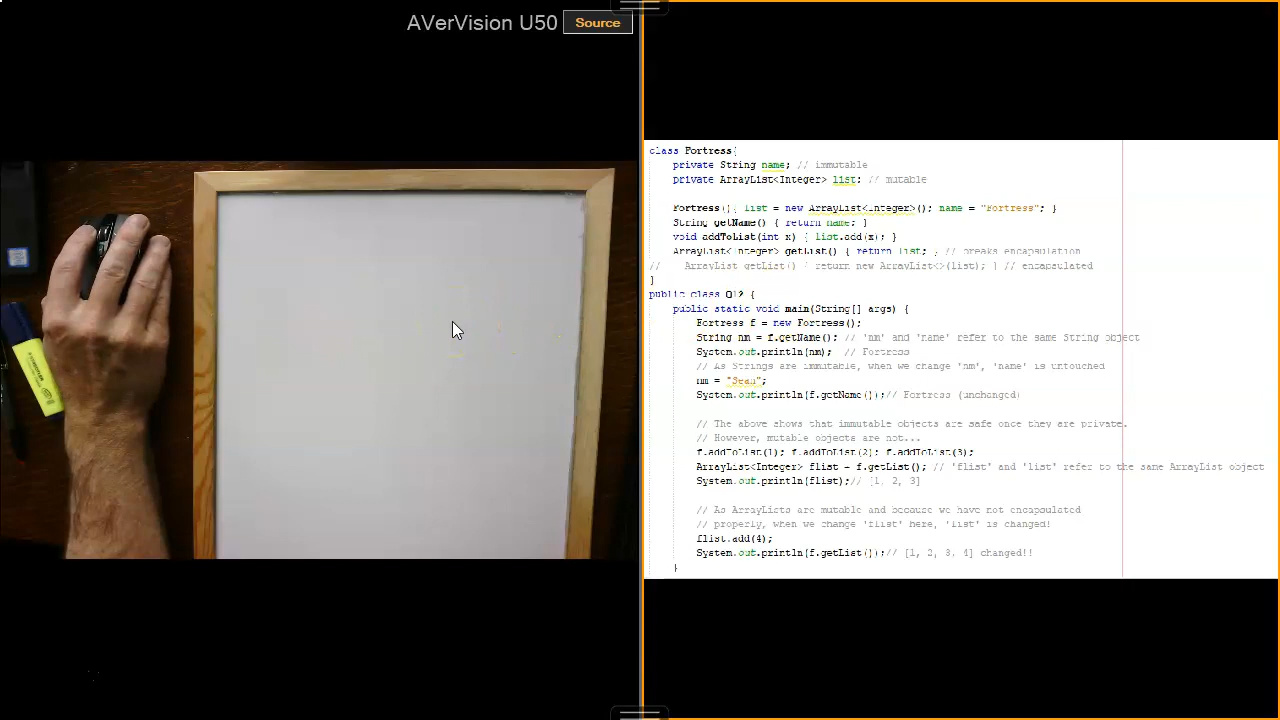 AVerVision U50 Source
class Fortress{
private String name; // immutable
private ArrayList<Integer> list; // mutable
Fortress(){ list = new ArrayList<Integer>(); name = "Fortress"; }
String getName() { return name; }
void addToList(int x) { list.add(x); }
ArrayList<Integer> getList() { return list; } // breaks encapsulation
// ArrayList getList() { return new ArrayList<>(list); } // encapsulated
}
public class Q12 {
public static void main(String[] args) {
Fortress f = new Fortress();
String nm = f.getName(); // 'nm' and 'name' refer to the same String object
System.out.println(nm); // Fortress
// As Strings are immutable, when we change 'nm', 'name' is untouched
nm = "Sean";
System.out.println(f.getName());// Fortress (unchanged)
// The above shows that immutable objects are safe once they are private.
// However, mutable objects are not...
f.addToList(1); f.addToList(2); f.addToList(3);
ArrayList<Integer> flist = f.getList(); // 'flist' and 'list' refer to the same ArrayList object
System.out.println(flist);// [1, 2, 3]
// As ArrayLists are mutable and because we have not encapsulated
// properly, when we change 'flist' here, 'list' is changed!
flist.add(4);
System.out.println(f.getList());// [1, 2, 3, 4] changed!!
}